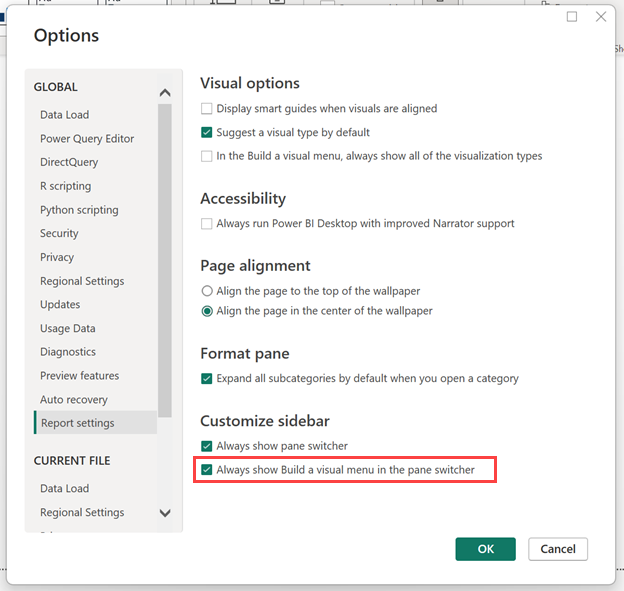 Options
GLOBAL
Data Load
Power Query Editor
DirectQuery
R scripting
Python scripting
Security
Privacy
Regional Settings
Updates
Usage Data
Diagnostics
Preview features
Auto recovery
Report settings
CURRENT FILE
Data Load
Regional Settings
Visual options
Display smart guides when visuals are aligned
Suggest a visual type by default
In the Build a visual menu, always show all of the visualization types
Accessibility
Always run Power BI Desktop with improved Narrator support
Page alignment
Align the page to the top of the wallpaper
Align the page in the center of the wallpaper
Format pane
Expand all subcategories by default when you open a category
Customize sidebar
Always show pane switcher
Always show Build a visual menu in the pane switcher
OK
Cancel